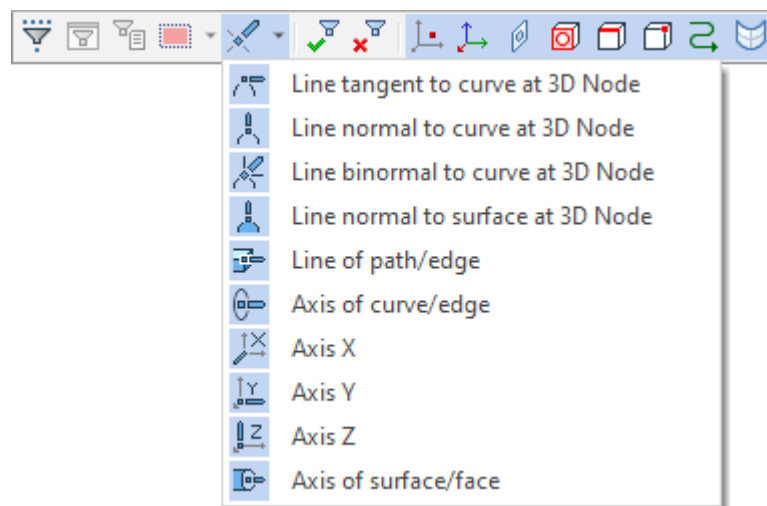 Line tangent to curve at 3D Node
Line normal to curve at 3D Node
Line binormal to curve at 3D Node
Line normal to surface at 3D Node
Line of path/edge
Axis of curve/edge
X Axis X
Y Axis Y
Z Axis Z
Axis of surface/face